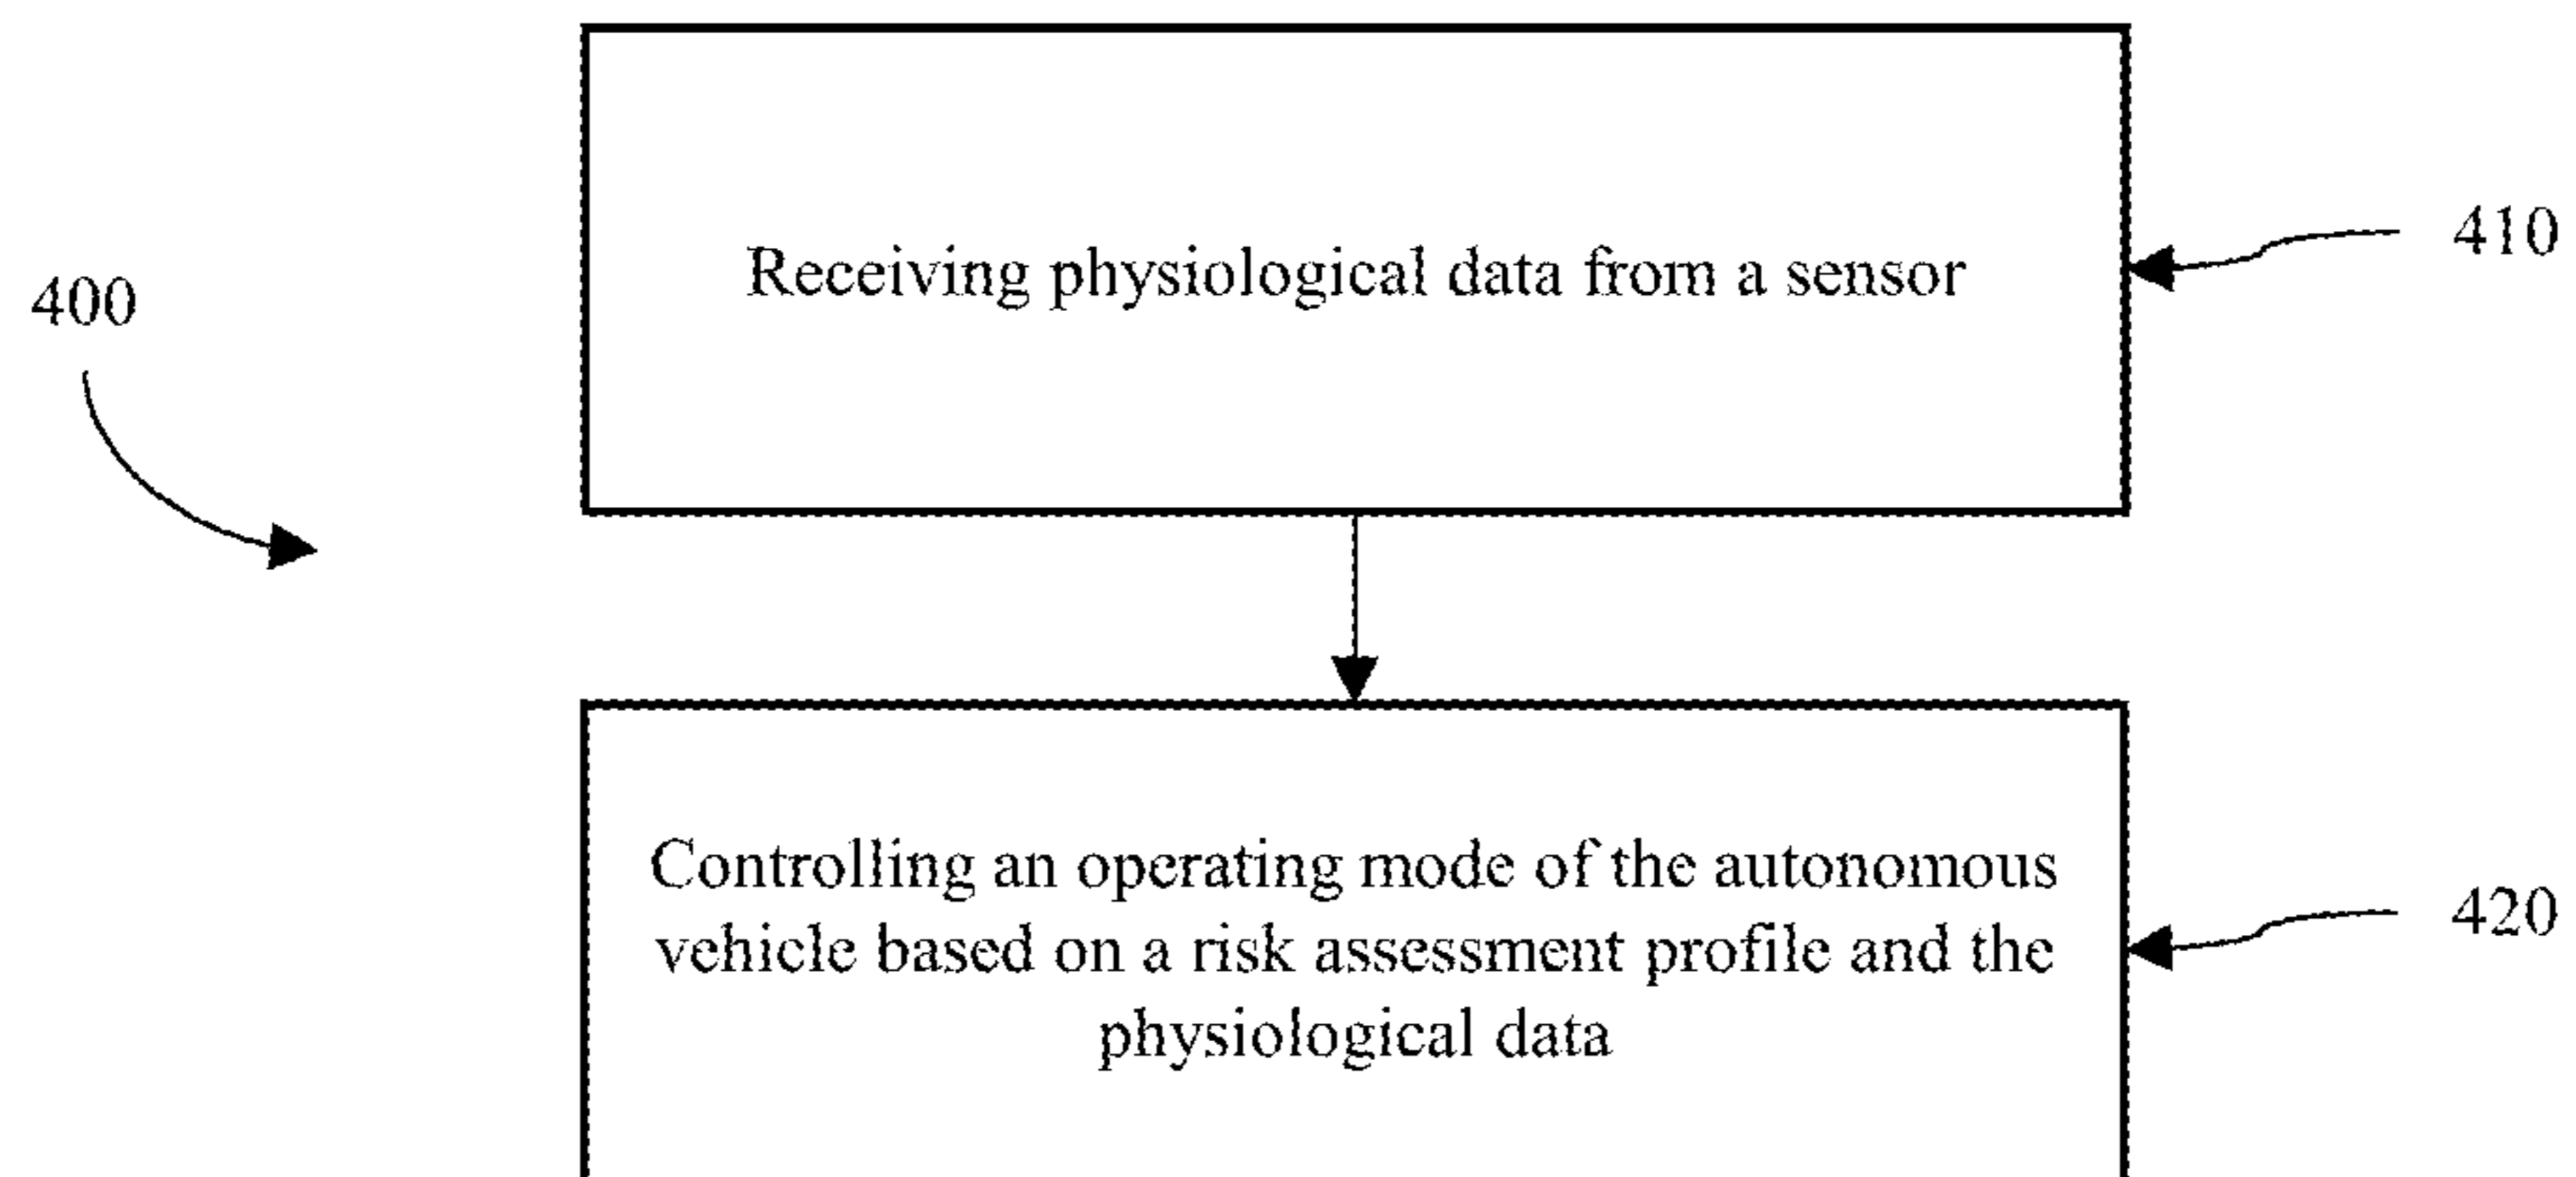 410
Receiving physiological data from a sensor
400
Controlling an operating mode of the autonomous
vehicle based on a risk assessment profile and the
physiological data
420